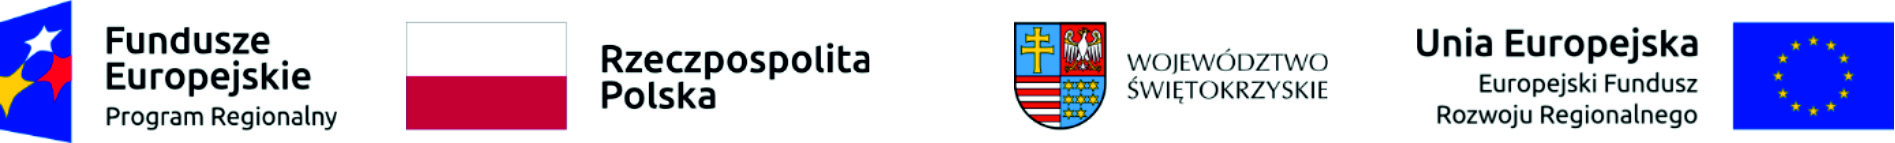 Fundusze
Europejskie
Program Regionalny
Rzeczpospolita
Polska
WOJEWÓDZTWO
ŚWIĘTOKRZYSKIE
Unia Europejska
Europejski Fundusz
Rozwoju Regionalnego